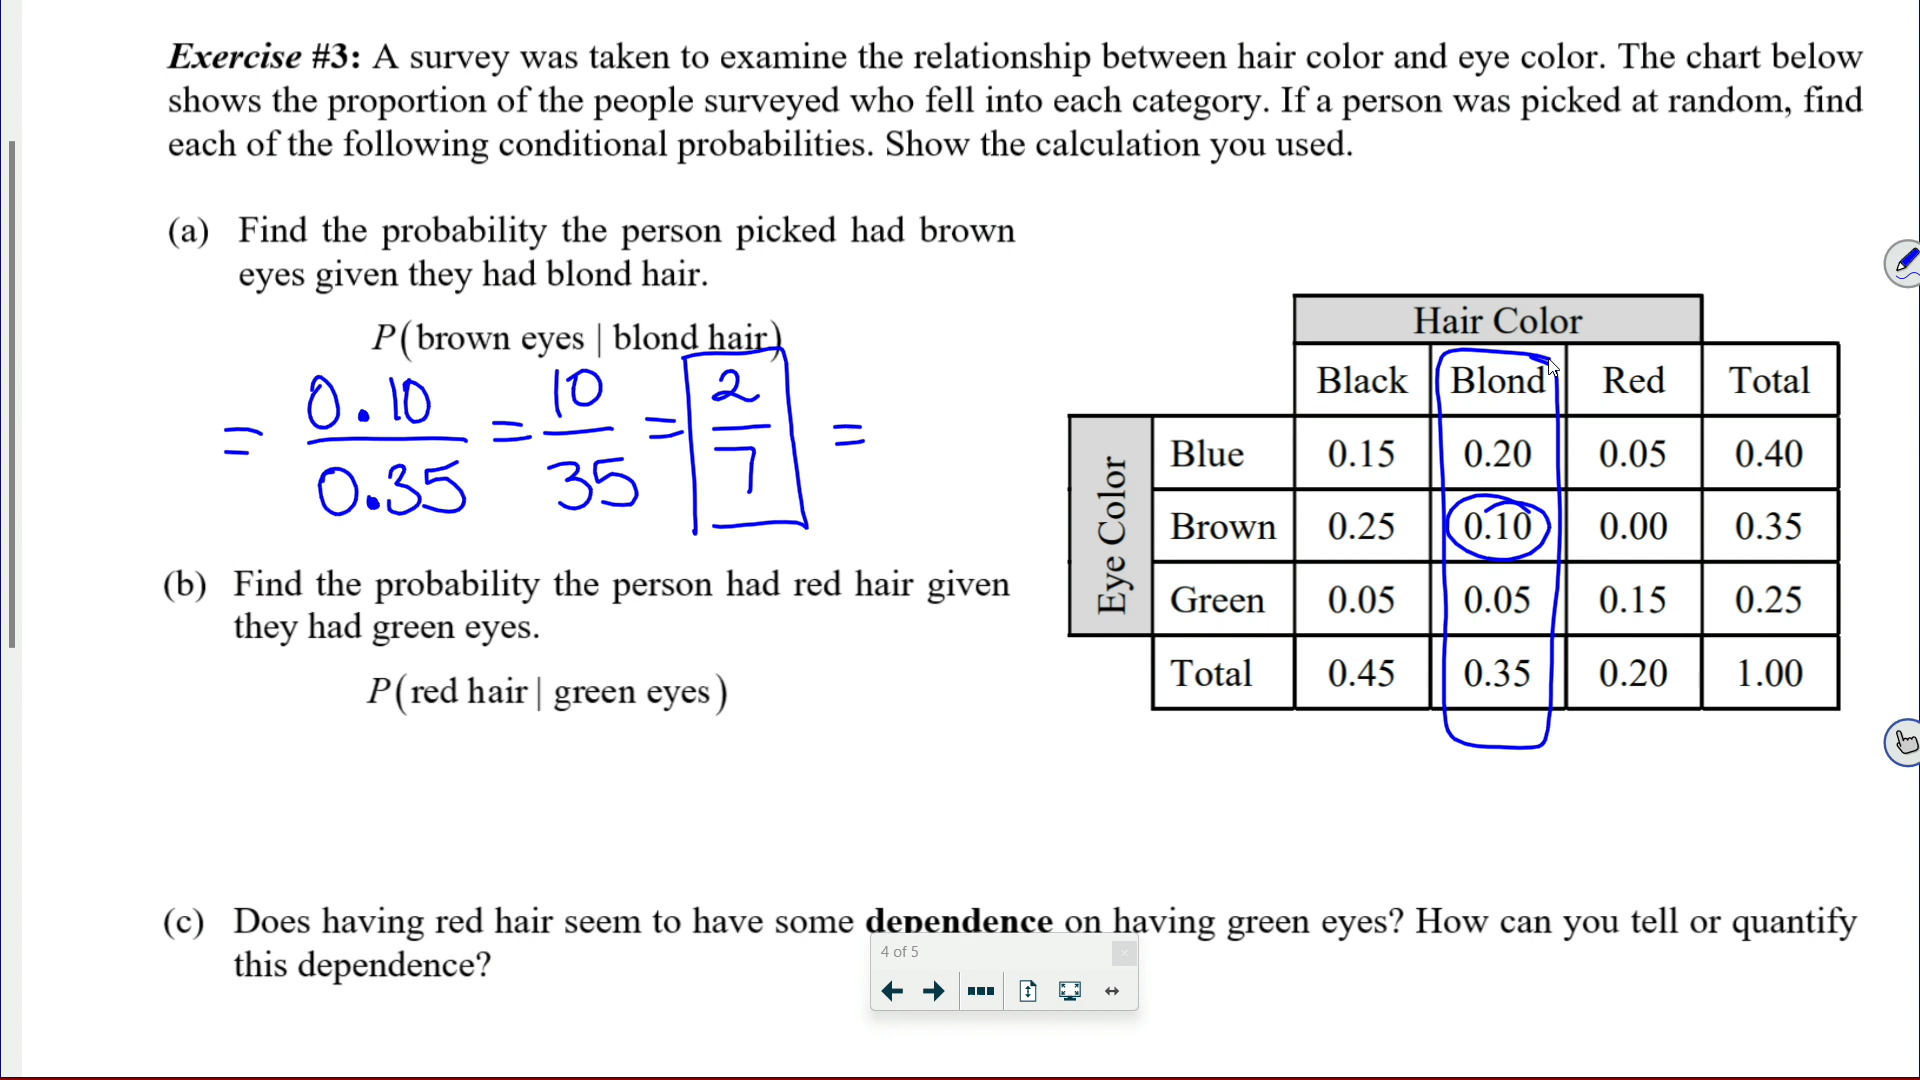 Exercise #3: A survey was taken to examine the relationship between hair color and eye color. The chart below
shows the proportion of the people surveyed who fell into each category. If a person was picked at random, find
each of the following conditional probabilities. Show the calculation you used.
(a) Find the probability the person picked had brown
eyes given they had blond hair.
P(brown eyes | blond hair)
= 0.10/0.35 = 10/35 = 2/7 =
(b) Find the probability the person had red hair given
they had green eyes.
P(red hair | green eyes)
Hair Color
Black Blond Red Total
Eye Color
Blue 0.15 0.20 0.05 0.40
Brown 0.25 0.10 0.00 0.35
Green 0.05 0.05 0.15 0.25
Total 0.45 0.35 0.20 1.00
(c) Does having red hair seem to have some dependence on having green eyes? How can you tell or quantify
this dependence?
4 of 5